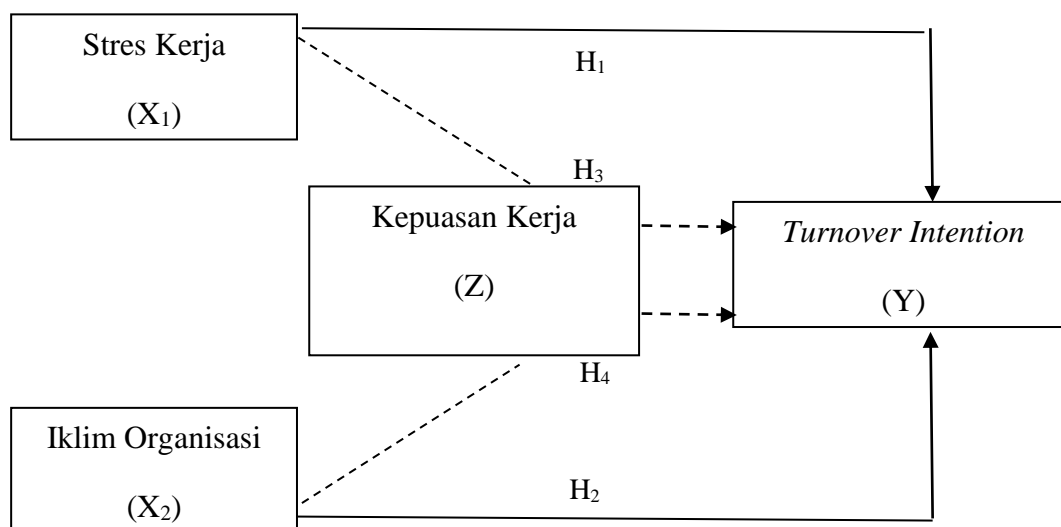 Stres Kerja
(X₁)
H₁
H₃
Kepuasan Kerja
(Z)
Turnover Intention
(Y)
H₄
Iklim Organisasi
(X₂)
H₂